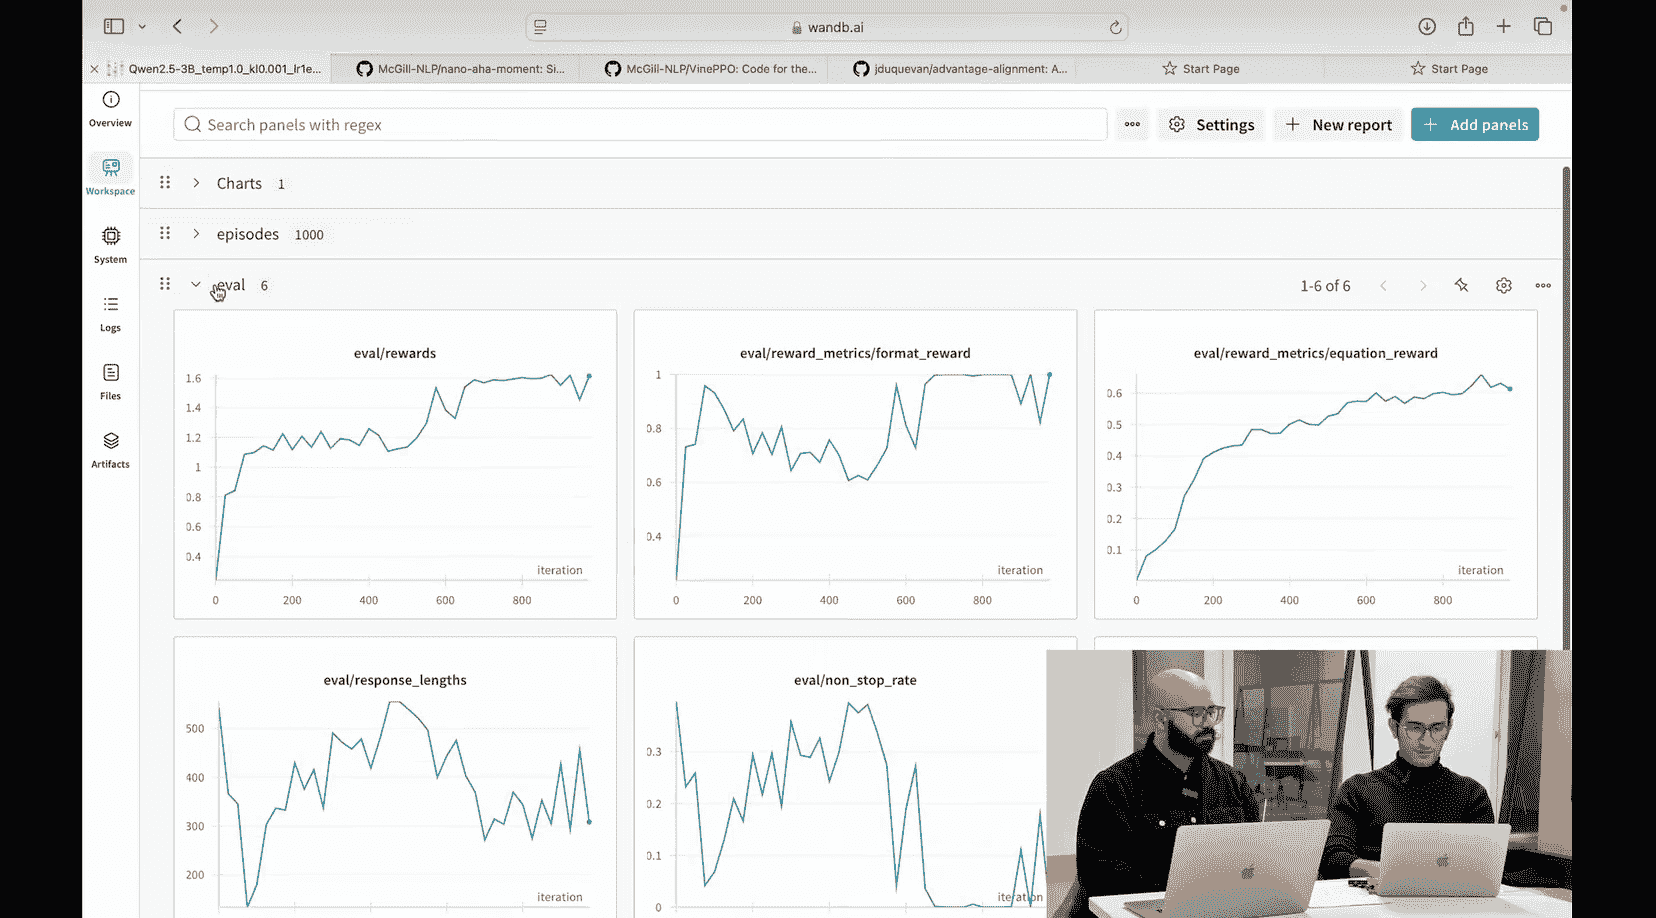 wandb.ai
Qwen2.5-3B_temp1.0_kl0.001_lr1e...
McGill-NLP/nano-aha-moment: Si...
McGill-NLP/VinePPO: Code for the...
jduquevan/advantage-alignment: A...
Start Page
Start Page
Overview
Workspace
System
Logs
Files
Artifacts
Search panels with regex
Settings
New report
Add panels
Charts 1
episodes 1000
eval 6
1-6 of 6
eval/rewards
1.6
1.4
1.2
1
0.8
0.6
0.4
iteration
0 200 400 600 800
eval/reward_metrics/format_reward
1
0.8
0.6
0.4
iteration
0 200 400 600 800
eval/reward_metrics/equation_reward
0.6
0.5
0.4
0.3
0.2
0.1
iteration
0 200 400 600 800
eval/response_lengths
500
400
300
200
iteration
eval/non_stop_rate
0.3
0.2
0.1
0
iteration